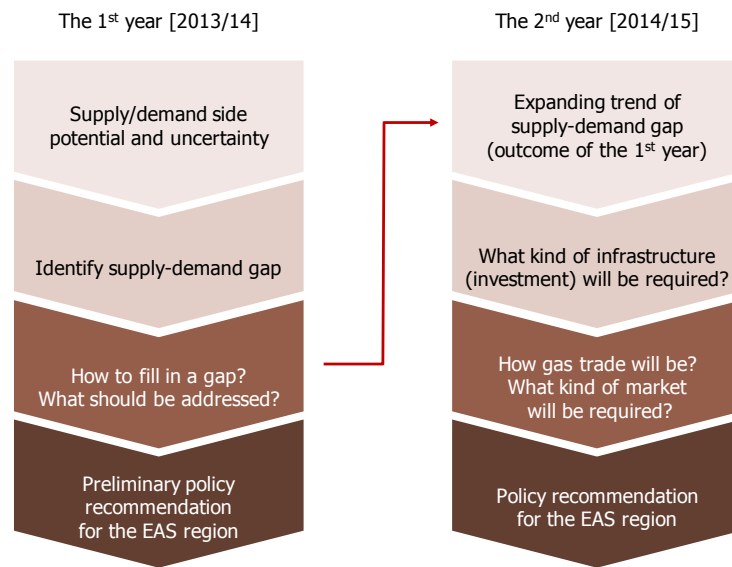 The 1st year [2013/14]
Supply/demand side
potential and uncertainty
Identify supply-demand gap
How to fill in a gap?
What should be addressed?
Preliminary policy
recommendation
for the EAS region
The 2nd year [2014/15]
Expanding trend of
supply-demand gap
(outcome of the 1st year)
What kind of infrastructure
(investment) will be required?
How gas trade will be?
What kind of market
will be required?
Policy recommendation
for the EAS region